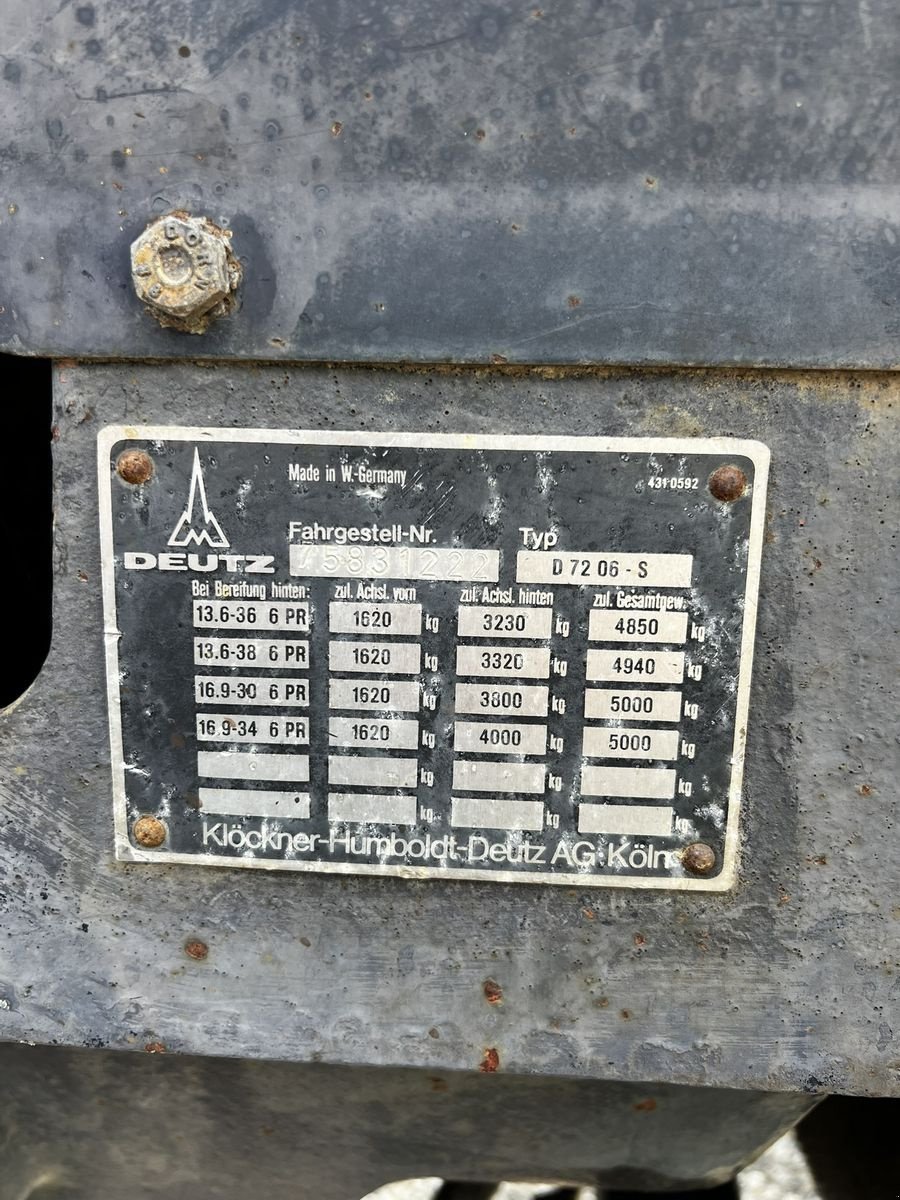 Made in W.-Germany
431 0592
DEUTZ
Fahrgestell-Nr. Typ
75831222 D 72 06 - S
Bei Bereifung hinten: zul. Achsl. vorn zul. Achsl. hinten zul. Gesamtgew.
13.6-36 6 PR 1620 kg 3230 kg 4850 kg
13.6-38 6 PR 1620 kg 3320 kg 4940 kg
16.9-30 6 PR 1620 kg 3800 kg 5000 kg
16.9-34 6 PR 1620 kg 4000 kg 5000 kg
kg kg kg
kg kg kg
Klöckner-Humboldt-Deutz AG Köln